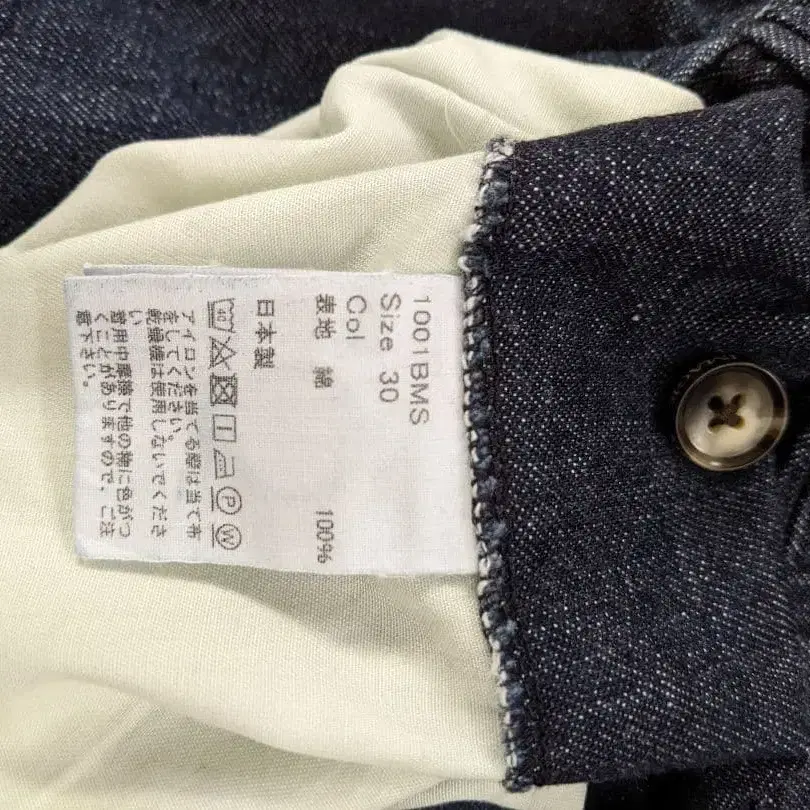 1001BMS
Size 30
Col
表地 綿 100%
日本製
40 P W
アイロンを当てる際は当て布
をしてください。
乾燥機は使用しないでくださ
い。
着用中摩擦で他の物に色がつ
くことがありますので、ご注
意下さい。